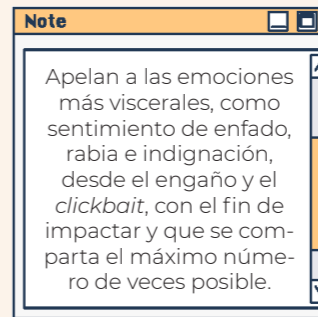 Note
Apelan a las emociones
más viscerales, como
sentimiento de enfado,
rabia e indignación,
desde el engaño y el
clickbait, con el fin de
impactar y que se com-
parta el máximo núme-
ro de veces posible.